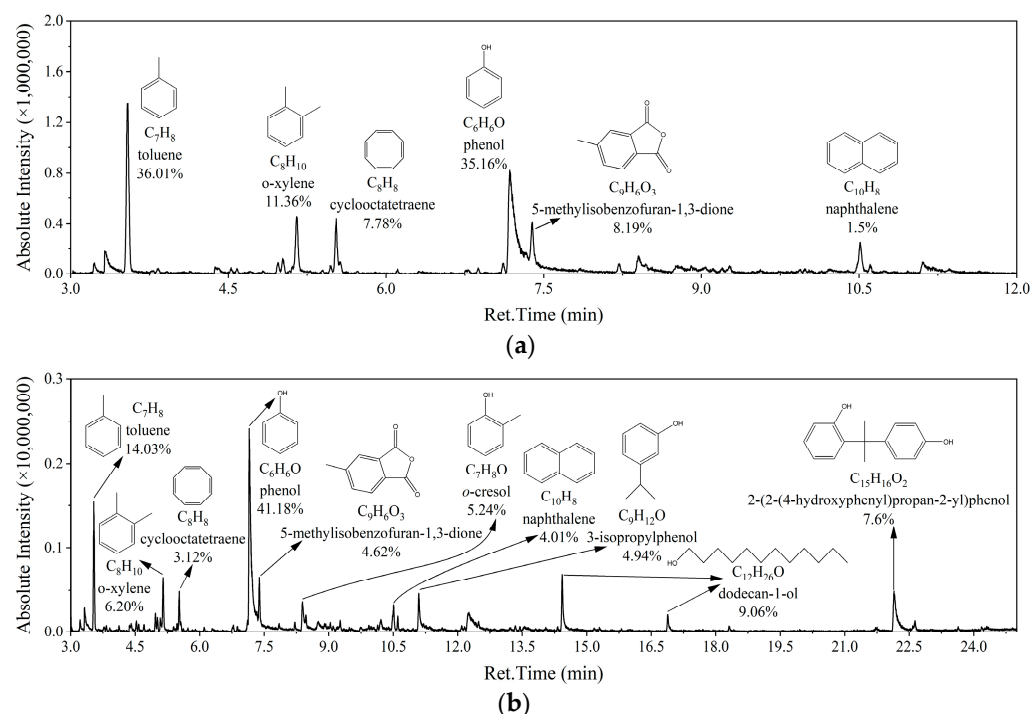 (a)
2.0
1.6
1.2
0.8
0.4
0.0
Absolute Intensity (×1,000,000)
C7H8
toluene
36.01%
C8H10
o-xylene
11.36%
C8H8
cyclooctatetraene
7.78%
OH
C6H6O
phenol
35.16%
O
O
O
C9H6O3
5-methylisobenzofuran-1,3-dione
8.19%
C10H8
naphthalene
1.5%
3.0 4.5 6.0 7.5 9.0 10.5 12.0
Ret.Time (min)
(a)
0.3
0.2
0.1
0.0
Absolute Intensity (×10,000,000)
C7H8
toluene
14.03%
C8H10
o-xylene
6.20%
C8H8
cyclooctatetraene
3.12%
OH
C6H6O
phenol
41.18%
O
O
O
C9H6O3
5-methylisobenzofuran-1,3-dione
4.62%
OH
C7H8O
o-cresol
5.24%
C10H8
naphthalene
4.01%
OH
C9H12O
3-isopropylphenol
4.94%
HO
C12H26O
dodecan-1-ol
9.06%
OH
OH
C15H16O2
2-(2-(4-hydroxyphenyl)propan-2-yl)phenol
7.6%
3.0 4.5 6.0 7.5 9.0 10.5 12.0 13.5 15.0 16.5 18.0 19.5 21.0 22.5 24.0
Ret.Time (min)
(b)